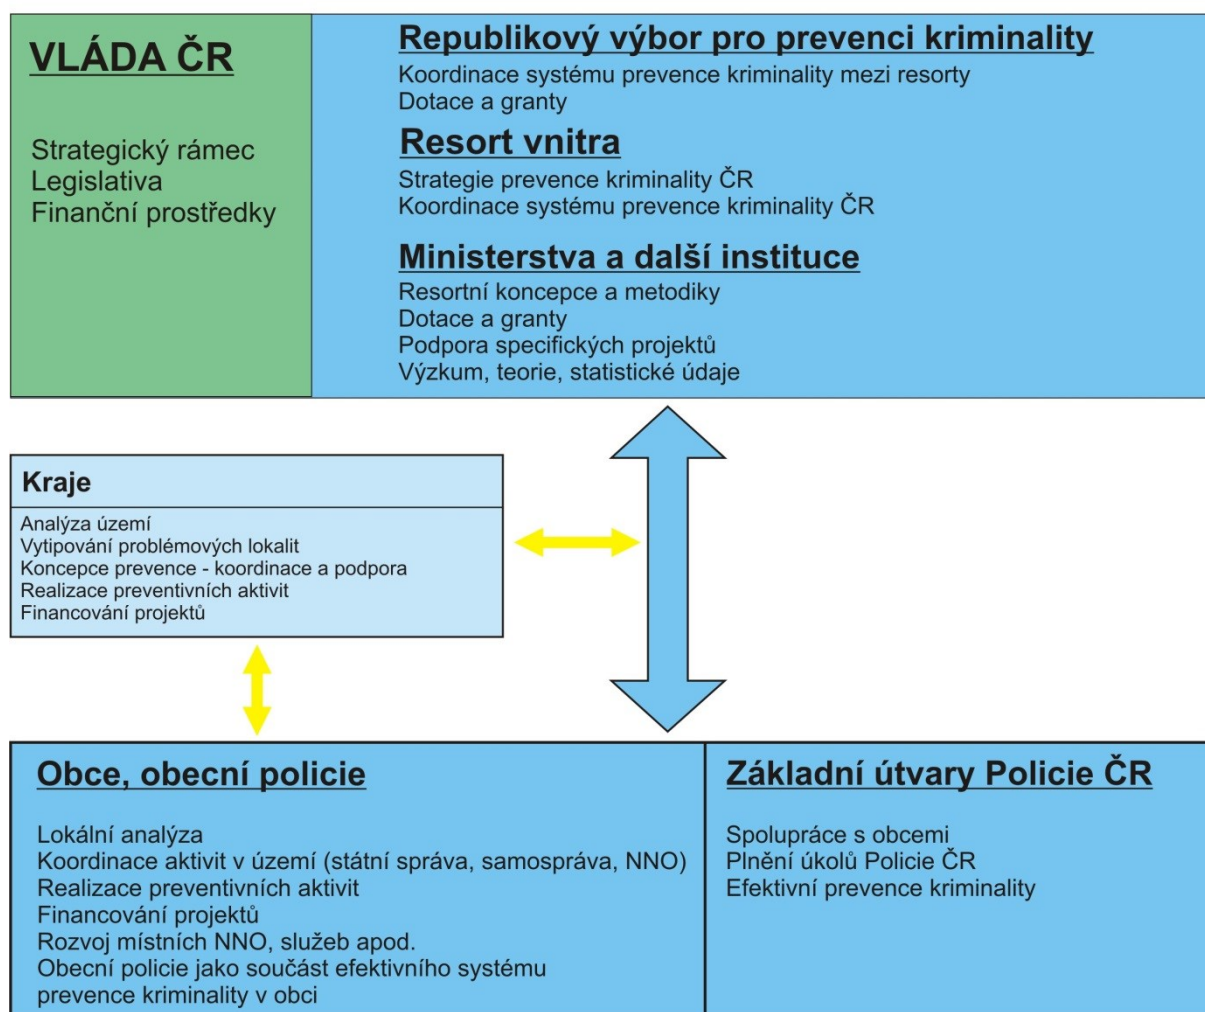 VLÁDA ČR
Strategický rámec
Legislativa
Finanční prostředky
Republikový výbor pro prevenci kriminality
Koordinace systému prevence kriminality mezi resorty
Dotace a granty
Resort vnitra
Strategie prevence kriminality ČR
Koordinace systému prevence kriminality ČR
Ministerstva a další instituce
Resortní koncepce a metodiky
Dotace a granty
Podpora specifických projektů
Výzkum, teorie, statistické údaje
Kraje
Analýza území
Vytipování problémových lokalit
Koncepce prevence - koordinace a podpora
Realizace preventivních aktivit
Financování projektů
Obce, obecní policie
Lokální analýza
Koordinace aktivit v území (státní správa, samospráva, NNO)
Realizace preventivních aktivit
Financování projektů
Rozvoj místních NNO, služeb apod.
Obecní policie jako součást efektivního systému
prevence kriminality v obci
Základní útvary Policie ČR
Spolupráce s obcemi
Plnění úkolů Policie ČR
Efektivní prevence kriminality